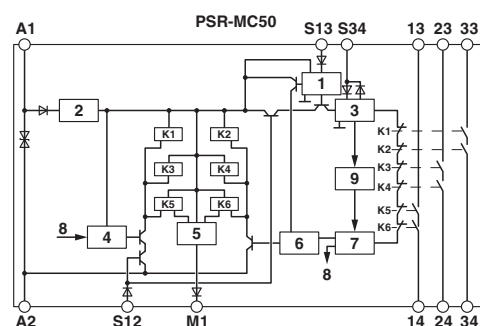 PSR-MC50
A1 S13 S34 13 23 33
1
2 3
K1 K2 K1
K2
K3 K4 K3
9
K4
K5 K6 K5
8 4 5 6 7 K6
8
A2 S12 M1 14 24 34